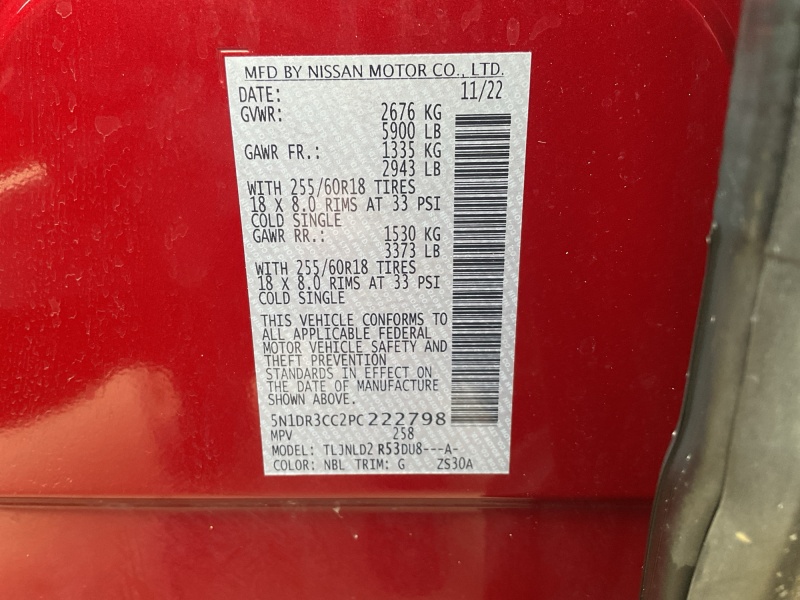 MFD BY NISSAN MOTOR CO., LTD.
DATE: 11/22
GVWR: 2676 KG
5900 LB
GAWR FR.: 1335 KG
2943 LB
WITH 255/60R18 TIRES
18 X 8.0 RIMS AT 33 PSI
COLD SINGLE
GAWR RR.: 1530 KG
3373 LB
WITH 255/60R18 TIRES
18 X 8.0 RIMS AT 33 PSI
COLD SINGLE
THIS VEHICLE CONFORMS TO
ALL APPLICABLE FEDERAL
MOTOR VEHICLE SAFETY AND
THEFT PREVENTION
STANDARDS IN EFFECT ON
THE DATE OF MANUFACTURE
SHOWN ABOVE.
5N1DR3CC2PC222798
MPV 258
MODEL: TLJNLD2 R53DU8---A-
COLOR: NBL TRIM: G ZS30A